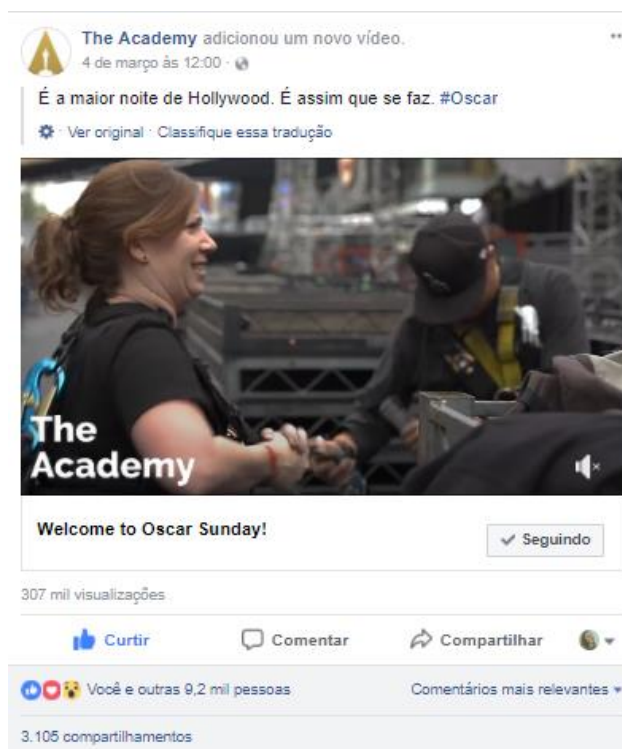 The Academy adicionou um novo vídeo.
4 de março às 12:00 ·
É a maior noite de Hollywood. É assim que se faz. #Oscar
· Ver original · Classifique essa tradução
The
Academy
Welcome to Oscar Sunday!
Seguindo
307 mil visualizações
Curtir Comentar Compartilhar
Você e outras 9,2 mil pessoas Comentários mais relevantes
3.105 compartilhamentos